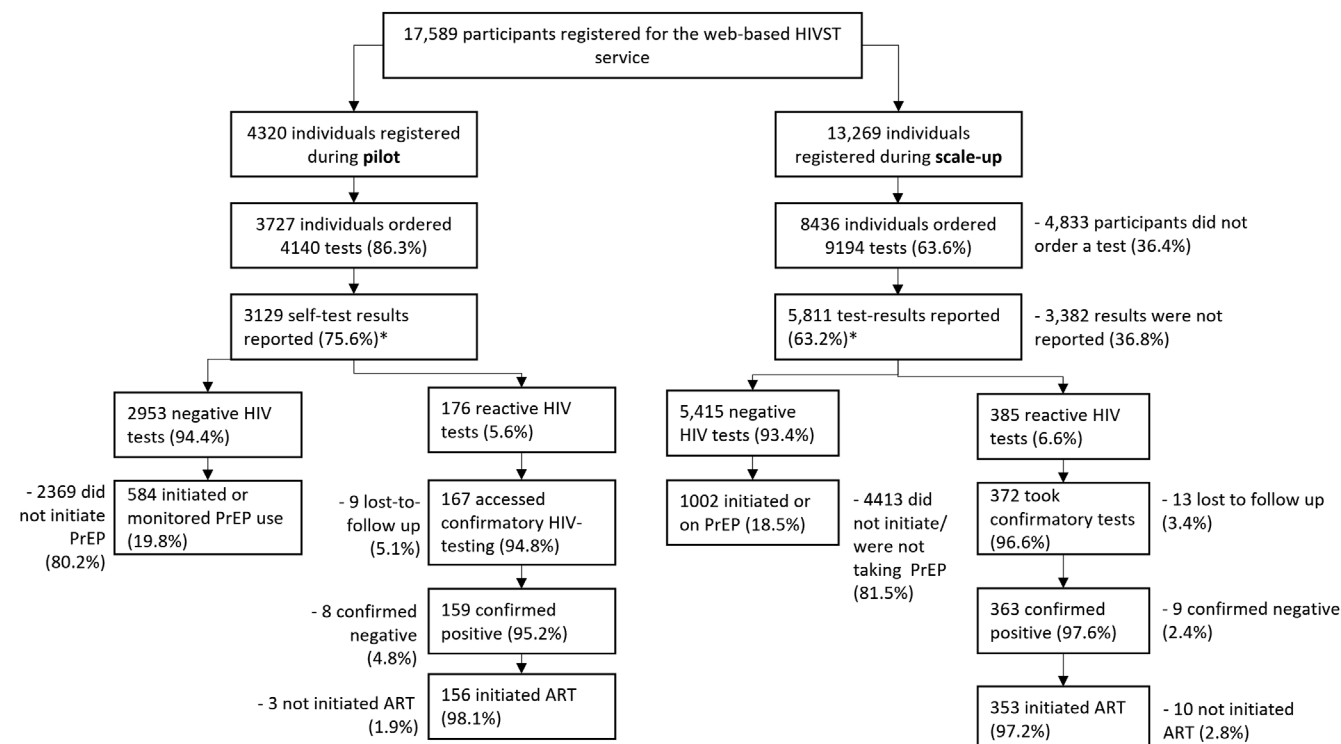 17,589 participants registered for the web-based HIVST
service
4320 individuals registered
during pilot
13,269 individuals
registered during scale-up
3727 individuals ordered
4140 tests (86.3%)
8436 individuals ordered
9194 tests (63.6%)
- 4,833 participants did not
order a test (36.4%)
3129 self-test results
reported (75.6%)*
5,811 test-results reported
(63.2%)*
- 3,382 results were not
reported (36.8%)
2953 negative HIV
tests (94.4%)
176 reactive HIV
tests (5.6%)
5,415 negative
HIV tests (93.4%)
385 reactive HIV
tests (6.6%)
- 2369 did
not initiate
PrEP
(80.2%)
584 initiated or
monitored PrEP use
(19.8%)
- 9 lost-to-
follow up
(5.1%)
167 accessed
confirmatory HIV-
testing (94.8%)
1002 initiated or
on PrEP (18.5%)
- 4413 did
not initiate/
were not
taking PrEP
(81.5%)
372 took
confirmatory tests
(96.6%)
- 13 lost to follow up
(3.4%)
- 8 confirmed
negative
(4.8%)
159 confirmed
positive (95.2%)
363 confirmed
positive (97.6%)
- 9 confirmed negative
(2.4%)
- 3 not initiated ART
(1.9%)
156 initiated ART
(98.1%)
353 initiated ART
(97.2%)
- 10 not initiated
ART (2.8%)